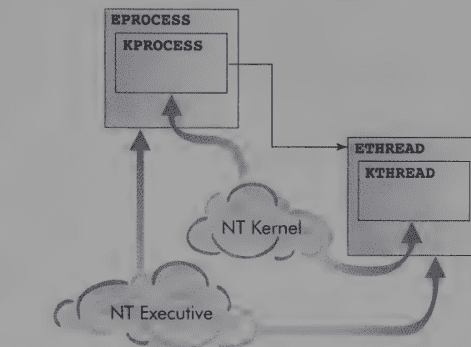 EPROCESS
KPROCESS
ETHREAD
KTHREAD
NT Kernel
NT Executive